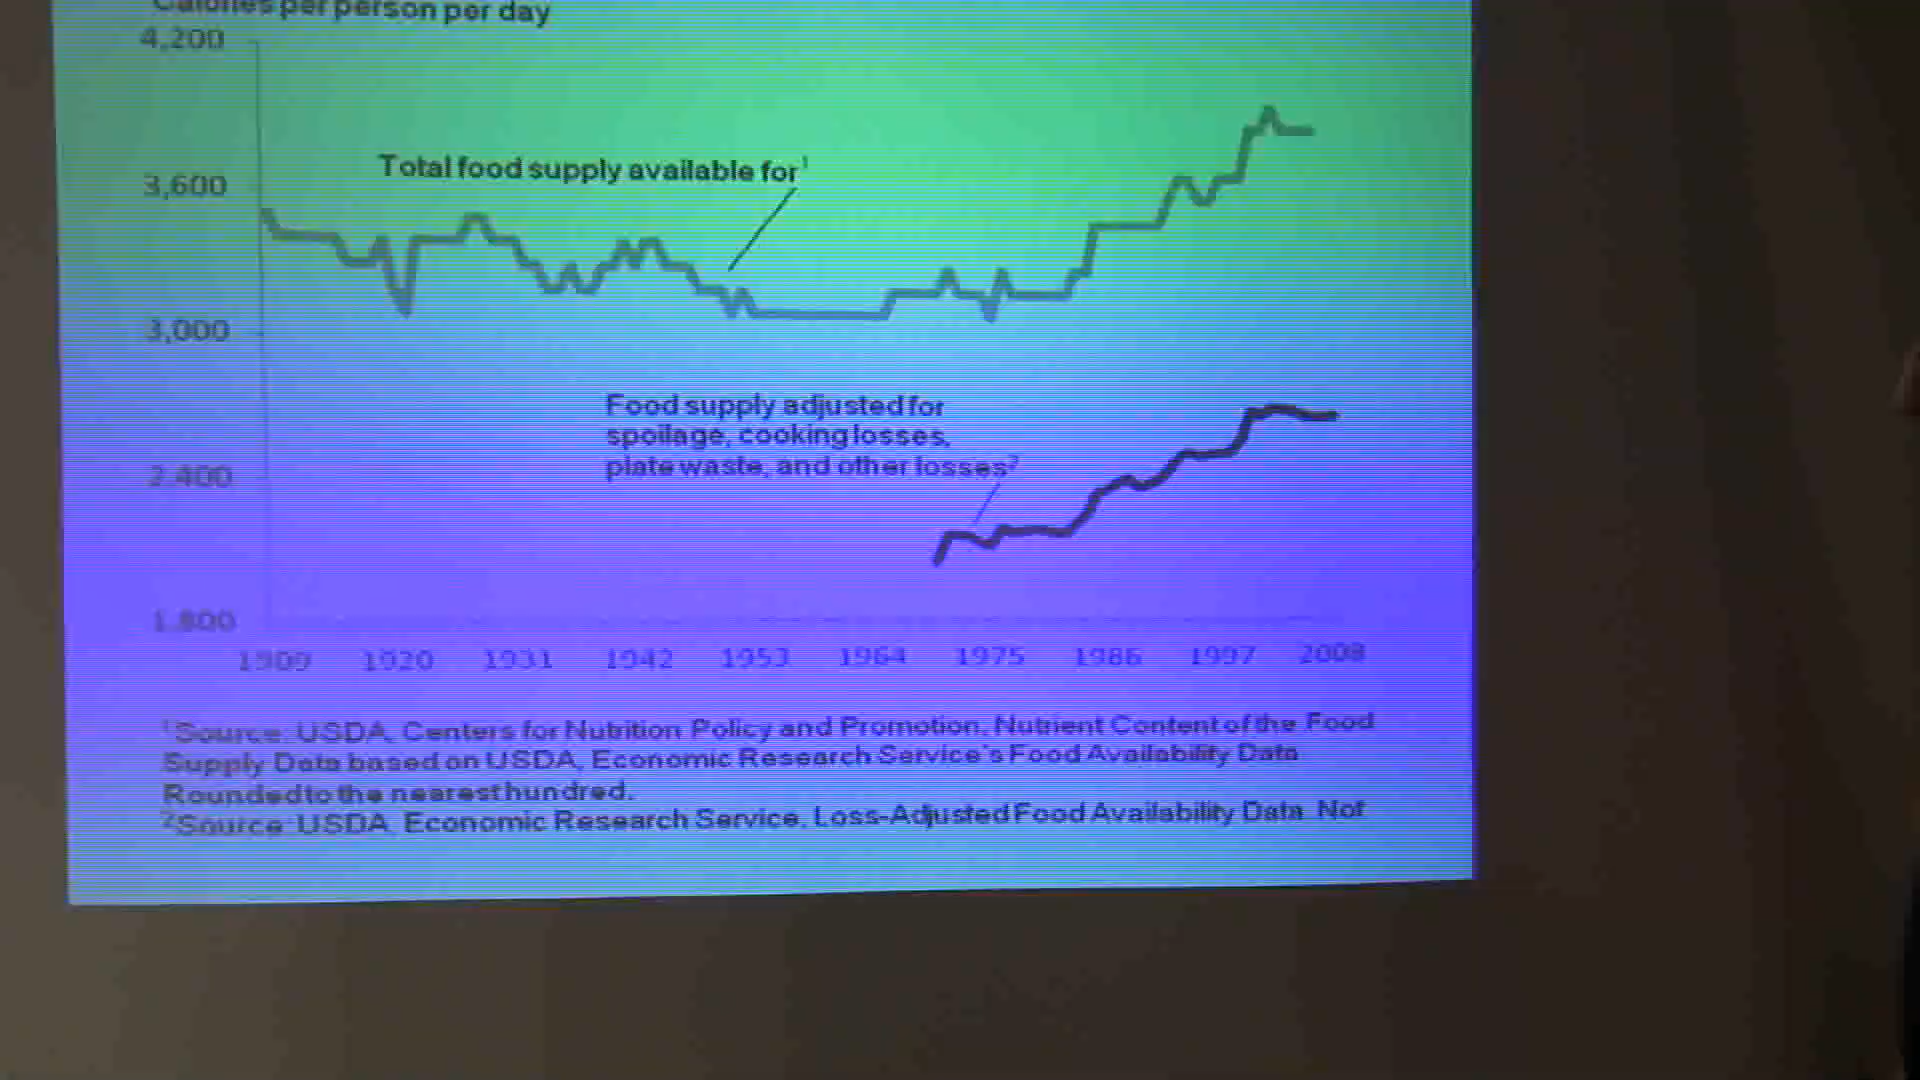 Calories per person per day
4,200
Total food supply available for¹
3,600
3,000
Food supply adjusted for
spoilage, cooking losses,
plate waste, and other losses²
2,400
1,800
1909 1920 1931 1942 1953 1964 1975 1986 1997 2008
¹Source: USDA, Centers for Nutrition Policy and Promotion, Nutrient Content of the Food
Supply Data based on USDA, Economic Research Service's Food Availability Data
Rounded to the nearest hundred.
²Source: USDA, Economic Research Service, Loss-Adjusted Food Availability Data. Not